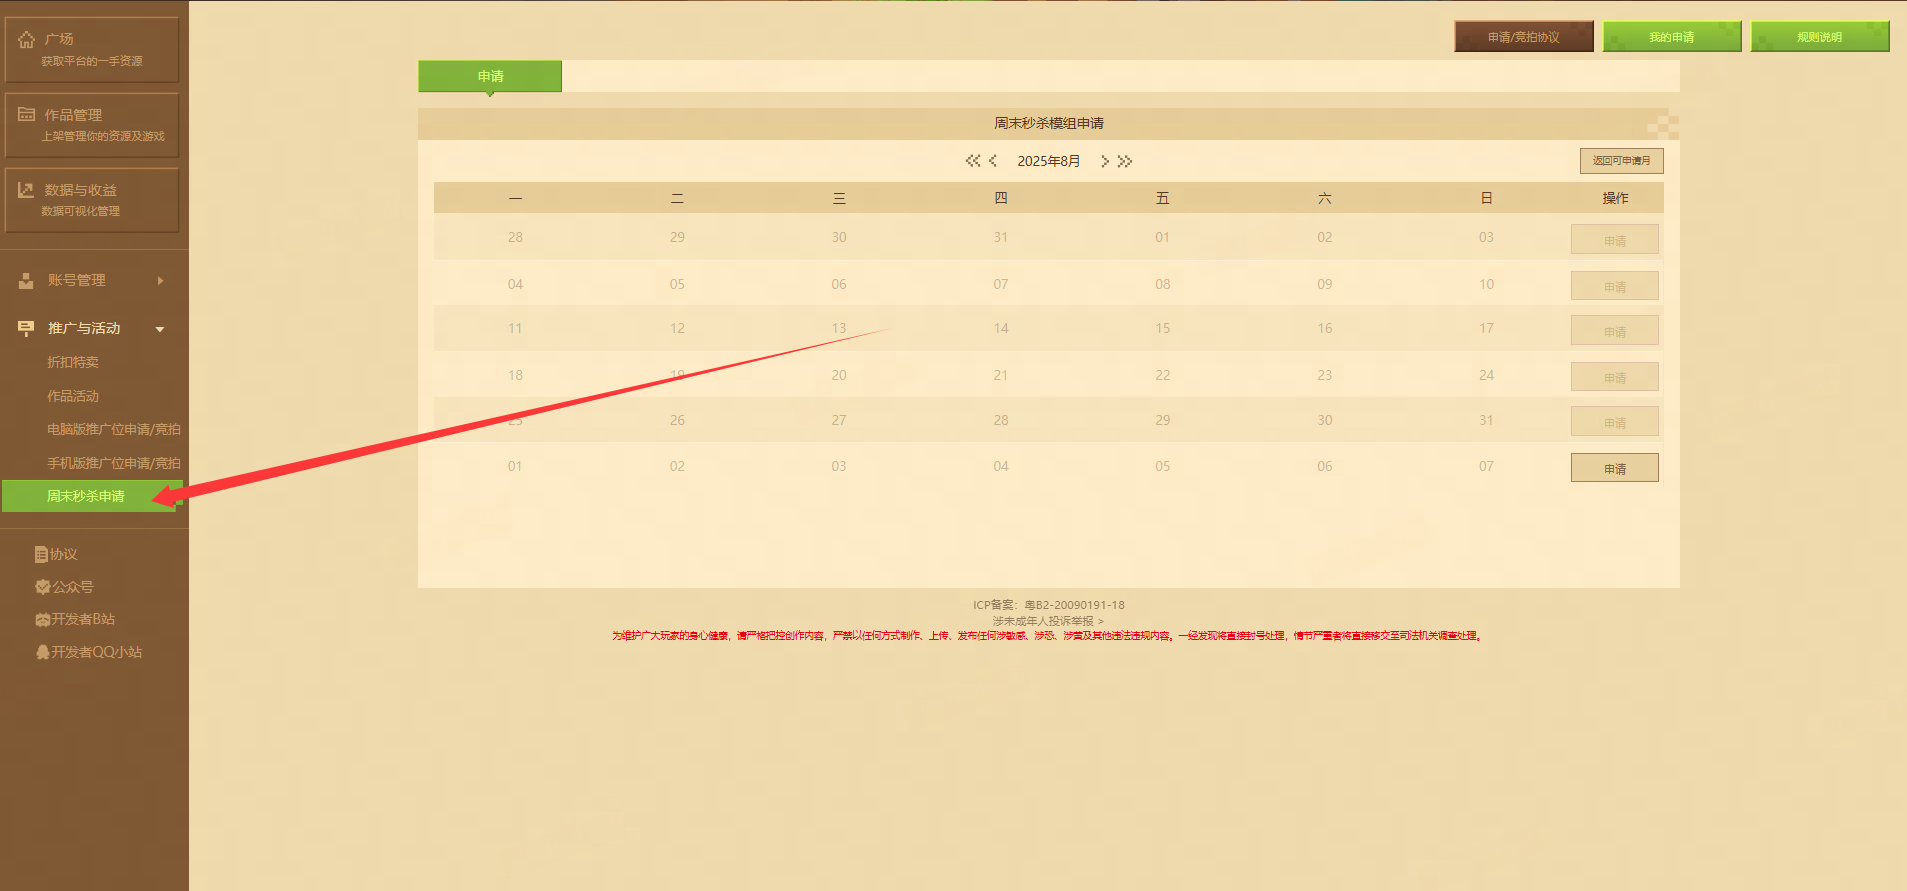 广场
获取平台的一手资源
作品管理
上架管理你的资源及游戏
数据与收益
数据可视化管理
账号管理
推广与活动
折扣特卖
作品活动
电脑版推广位申请/竞拍
手机版推广位申请/竞拍
周末秒杀申请
协议
公众号
开发者B站
开发者QQ小站
申请/竞拍协议 我的申请 规则说明
申请
周末秒杀模组申请
2025年8月 返回可申请月
一 二 三 四 五 六 日 操作
28 29 30 31 01 02 03 申请
04 05 06 07 08 09 10 申请
11 12 13 14 15 16 17 申请
18 19 20 21 22 23 24 申请
25 26 27 28 29 30 31 申请
01 02 03 04 05 06 07 申请
ICP备案：粤B2-20090191-18
涉未成年人投诉举报 >
为维护广大玩家的身心健康，请严格把控创作内容，严禁以任何方式制作、上传、发布任何涉敏感、涉恐、涉黄及其他违法违规内容。一经发现将直接封号处理，情节严重者将直接移交至司法机关调查处理。